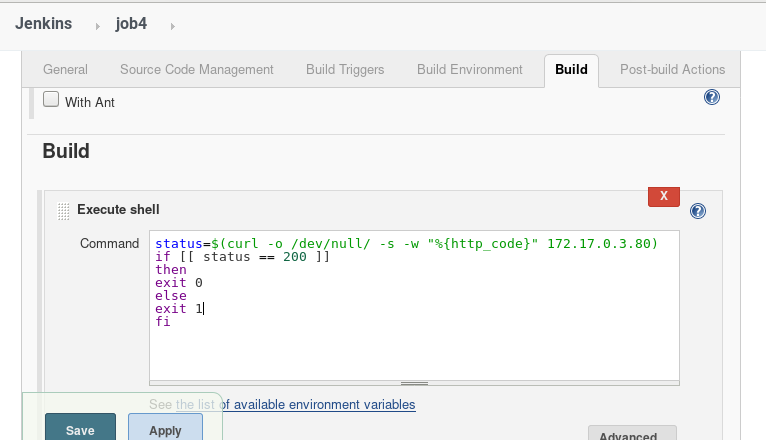 Jenkins job4
General Source Code Management Build Triggers Build Environment Build Post-build Actions
With Ant ?
Build
X
Execute shell ?
Command
status=$(curl -o /dev/null/ -s -w "%{http_code}" 172.17.0.3.80)
if [[ status == 200 ]]
then
exit 0
else
exit 1
fi
See the list of available environment variables
Save Apply Advanced...